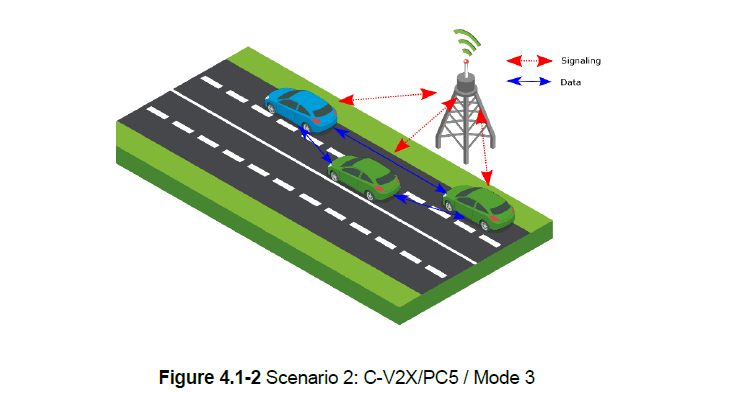 Signaling
Data
Figure 4.1-2 Scenario 2: C-V2X/PC5 / Mode 3